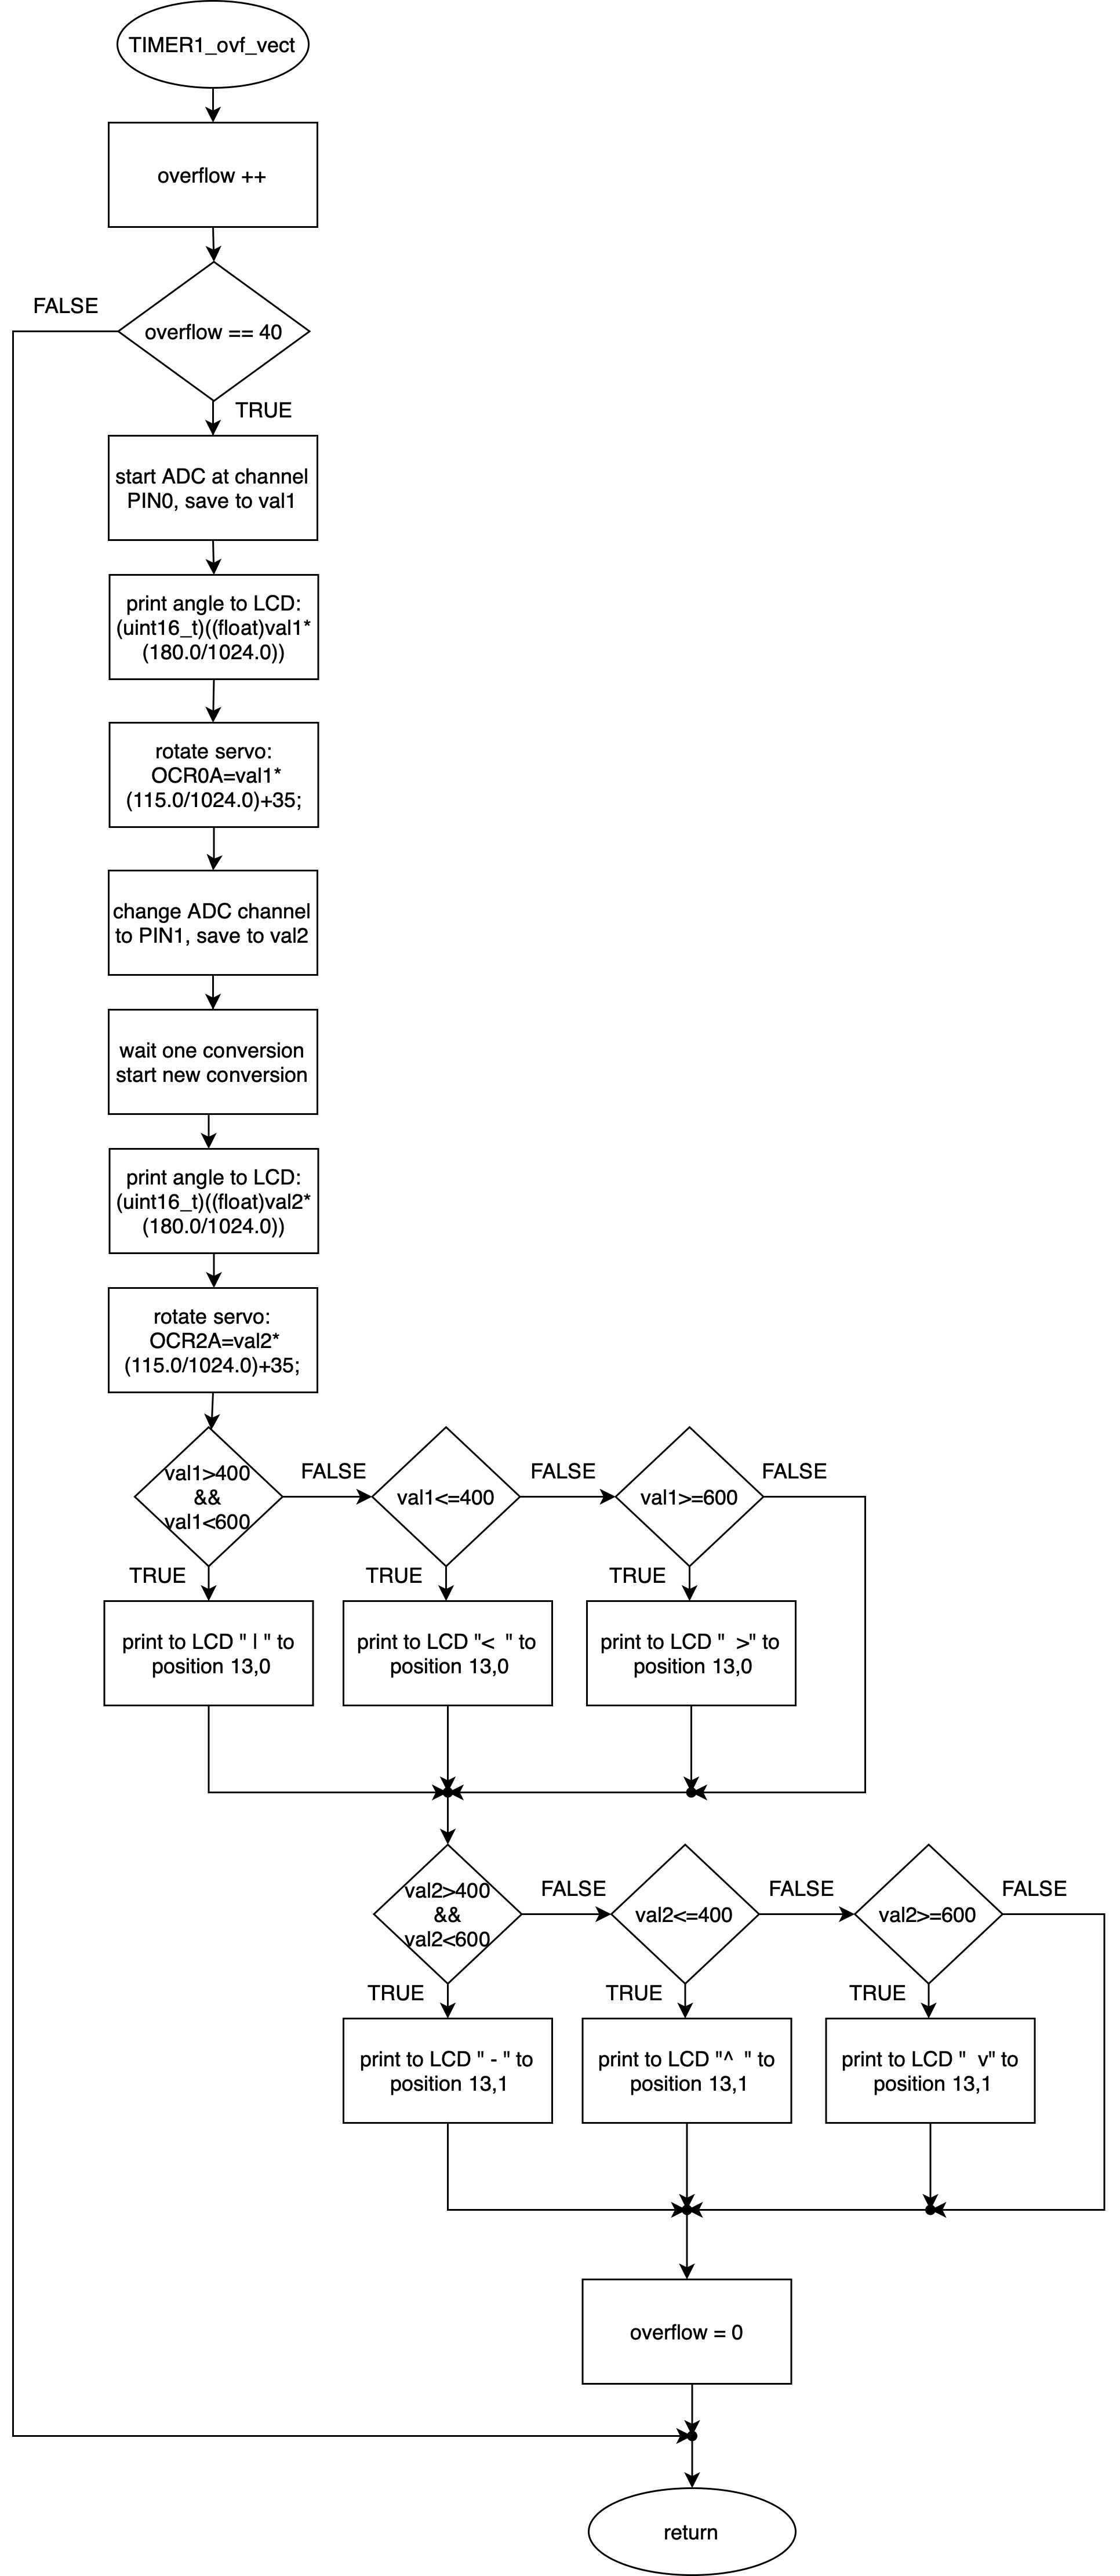 TIMER1_ovf_vect
overflow ++
FALSE
overflow == 40
TRUE
start ADC at channel
PIN0, save to val1
print angle to LCD:
(uint16_t)((float)val1*
(180.0/1024.0))
rotate servo:
OCR0A=val1*
(115.0/1024.0)+35;
change ADC channel
to PIN1, save to val2
wait one conversion
start new conversion
print angle to LCD:
(uint16_t)((float)val2*
(180.0/1024.0))
rotate servo:
OCR2A=val2*
(115.0/1024.0)+35;
val1>400
&&
val1<600
FALSE
val1<=400
FALSE
val1>=600
FALSE
TRUE
TRUE
TRUE
print to LCD " | " to
position 13,0
print to LCD "<  " to
position 13,0
print to LCD "  >" to
position 13,0
val2>400
&&
val2<600
FALSE
val2<=400
FALSE
val2>=600
FALSE
TRUE
TRUE
TRUE
print to LCD " - " to
position 13,1
print to LCD "^  " to
position 13,1
print to LCD "  v" to
position 13,1
overflow = 0
return